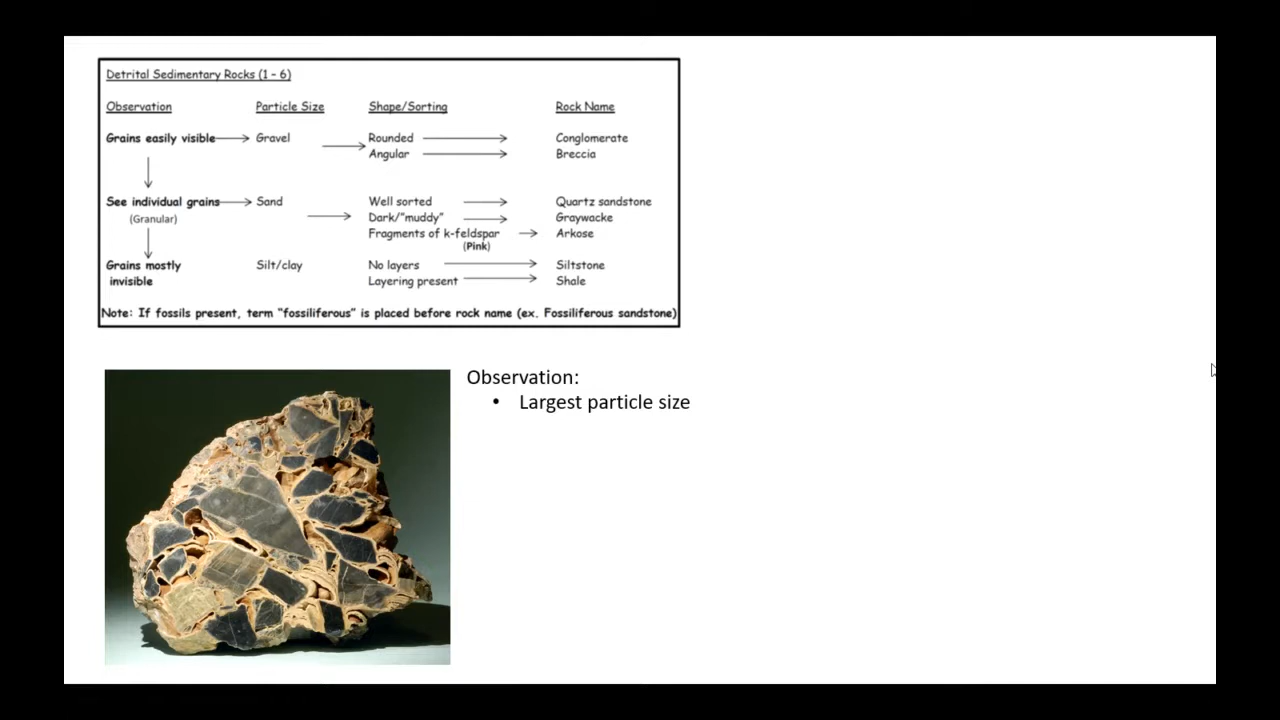 Detrital Sedimentary Rocks (1 – 6)
Observation Particle Size Shape/Sorting Rock Name
Grains easily visible Gravel Rounded Conglomerate
Angular Breccia
See individual grains Sand Well sorted Quartz sandstone
(Granular) Dark/"muddy" Graywacke
Fragments of k-feldspar Arkose
(Pink)
Grains mostly Silt/clay No layers Siltstone
invisible Layering present Shale
Note: If fossils present, term "fossiliferous" is placed before rock name (ex. Fossiliferous sandstone)
Observation:
• Largest particle size